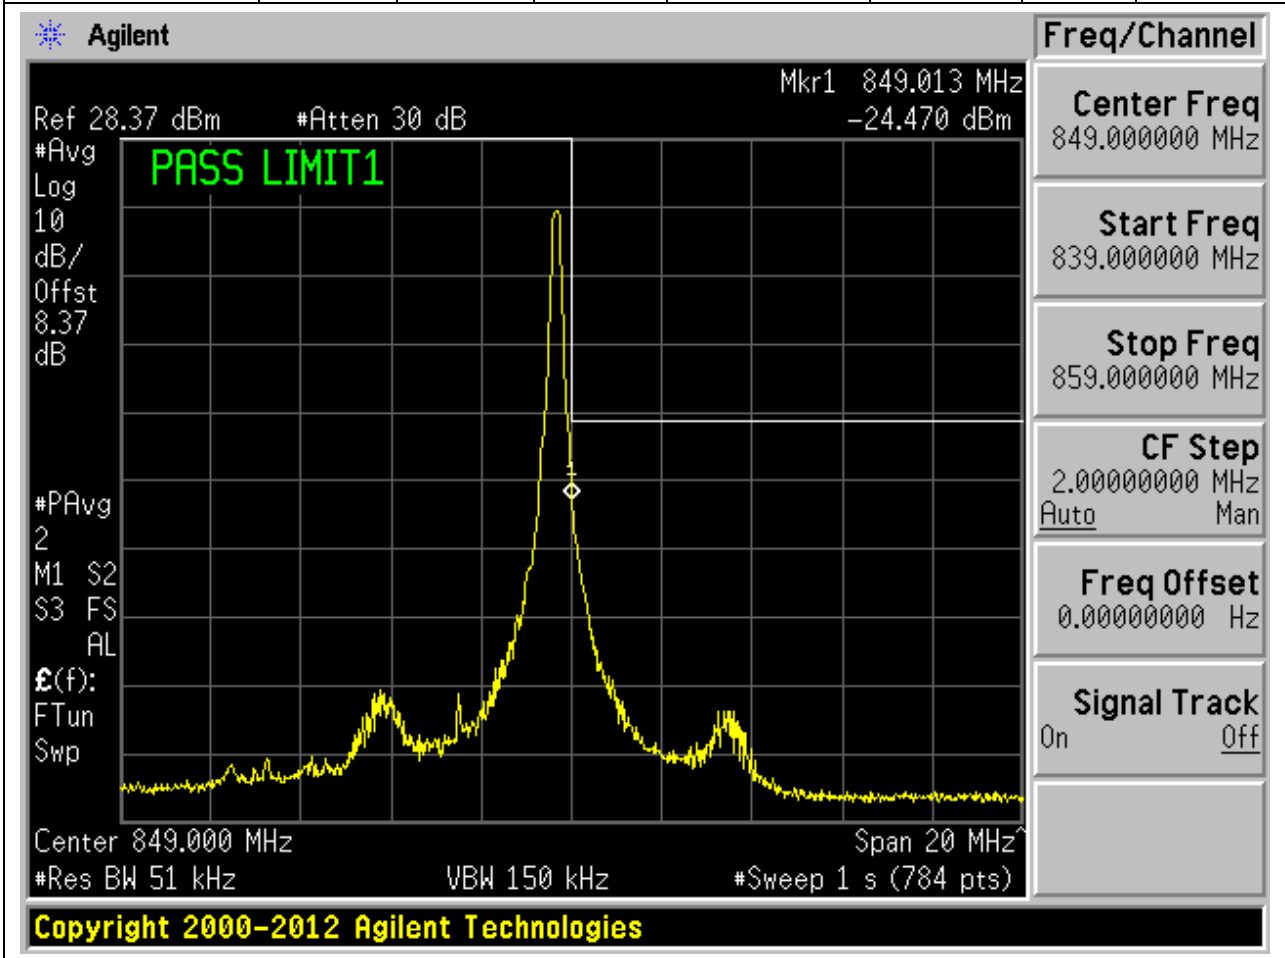 Agilent
Freq/Channel
Mkr1 849.013 MHz
Ref 28.37 dBm #Atten 30 dB -24.470 dBm
#Avg
Log
10
dB/
Offst
8.37
dB
PASS LIMIT1
#PAvg
2
M1 S2
S3 FS
AL
£(f):
FTun
Swp
Center 849.000 MHz Span 20 MHz^
#Res BW 51 kHz VBW 150 kHz #Sweep 1 s (784 pts)
Center Freq
849.000000 MHz
Start Freq
839.000000 MHz
Stop Freq
859.000000 MHz
CF Step
2.00000000 MHz
Auto Man
Freq Offset
0.00000000 Hz
Signal Track
On Off
Copyright 2000-2012 Agilent Technologies